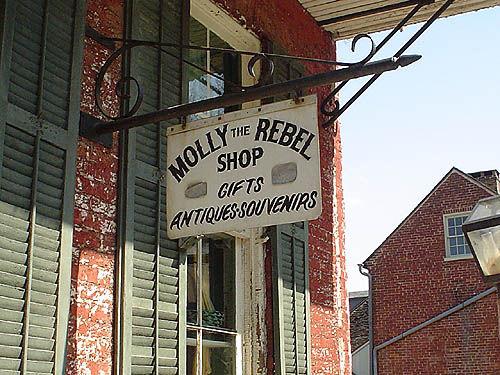 MOLLY THE REBEL
SHOP
GIFTS
ANTIQUES·SOUVENIRS